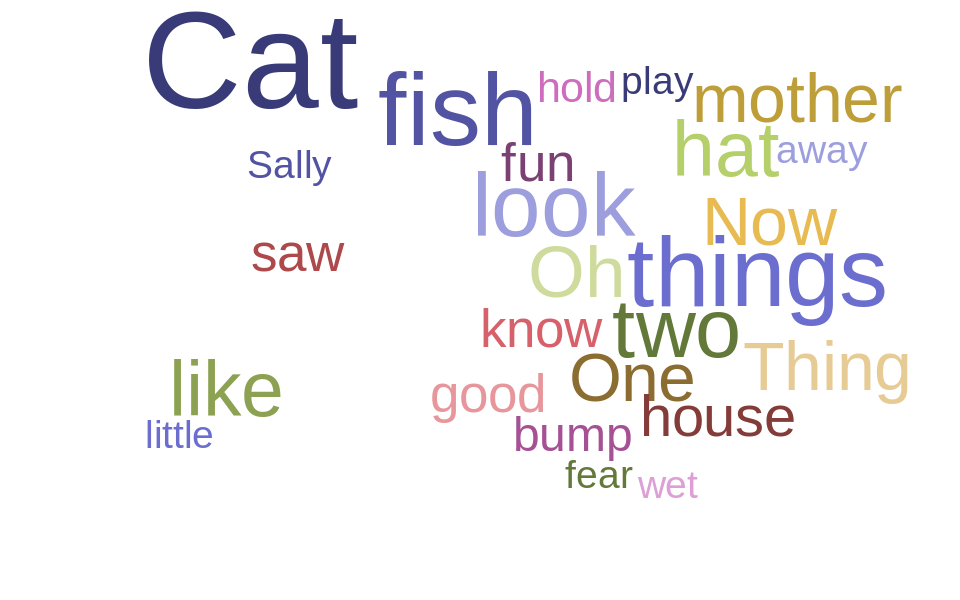 Cat
fish
hold
play
mother
hat
away
Sally
fun
look
Now
saw
Oh
things
know
two
One
Thing
like
good
house
little
bump
fear
wet